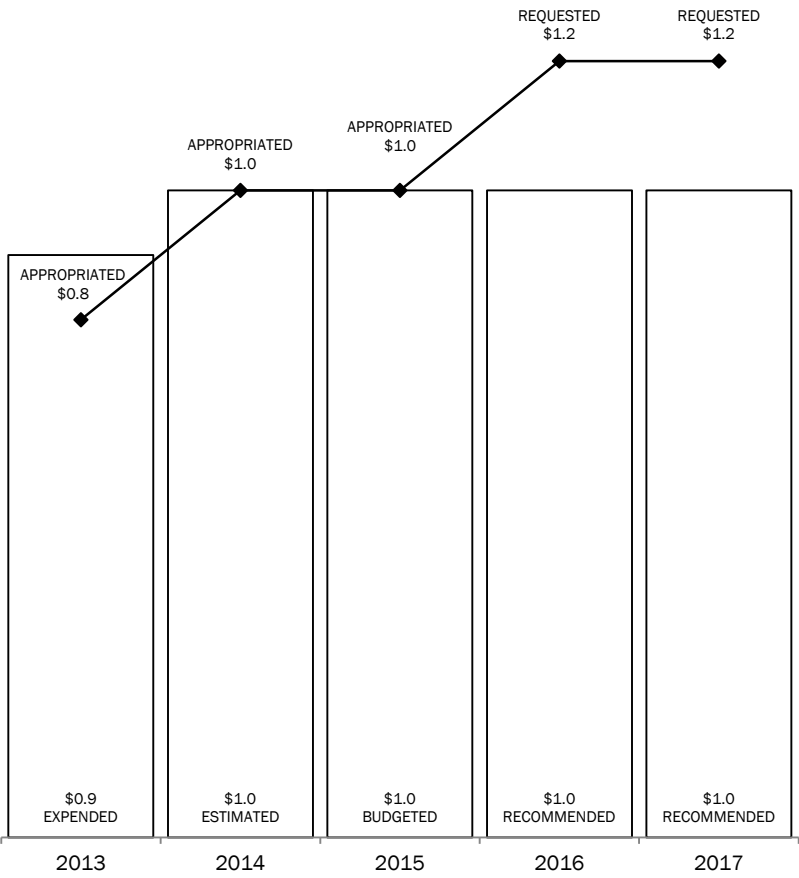 REQUESTED
$1.2
REQUESTED
$1.2
APPROPRIATED
$1.0
APPROPRIATED
$1.0
APPROPRIATED
$0.8
$0.9
EXPENDED
$1.0
ESTIMATED
$1.0
BUDGETED
$1.0
RECOMMENDED
$1.0
RECOMMENDED
2013
2014
2015
2016
2017